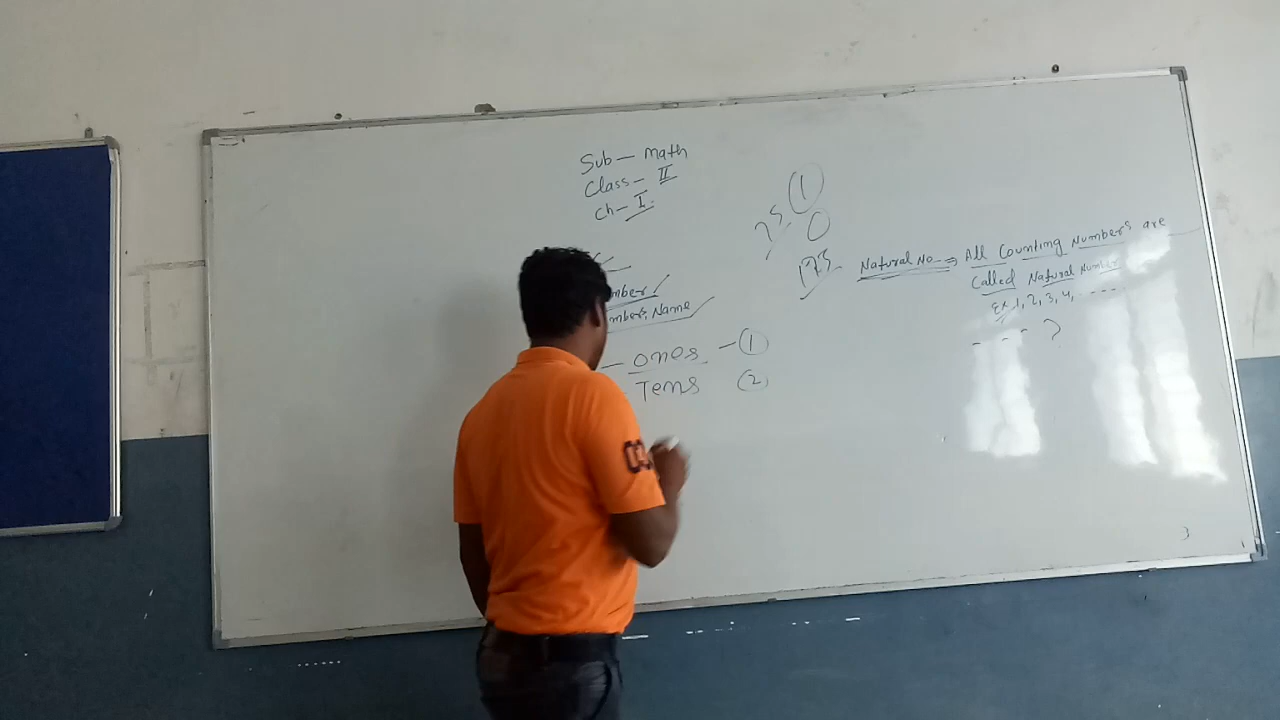 Sub - Math
Class - II
Ch - I.
mber
mbers Name
- ones - 1
Tens (2)
1
0
Natural No ⇒ All Counting Numbers are
Called Natural Number
Ex, 1, 2, 3, 4, - - - -
- - - - ?